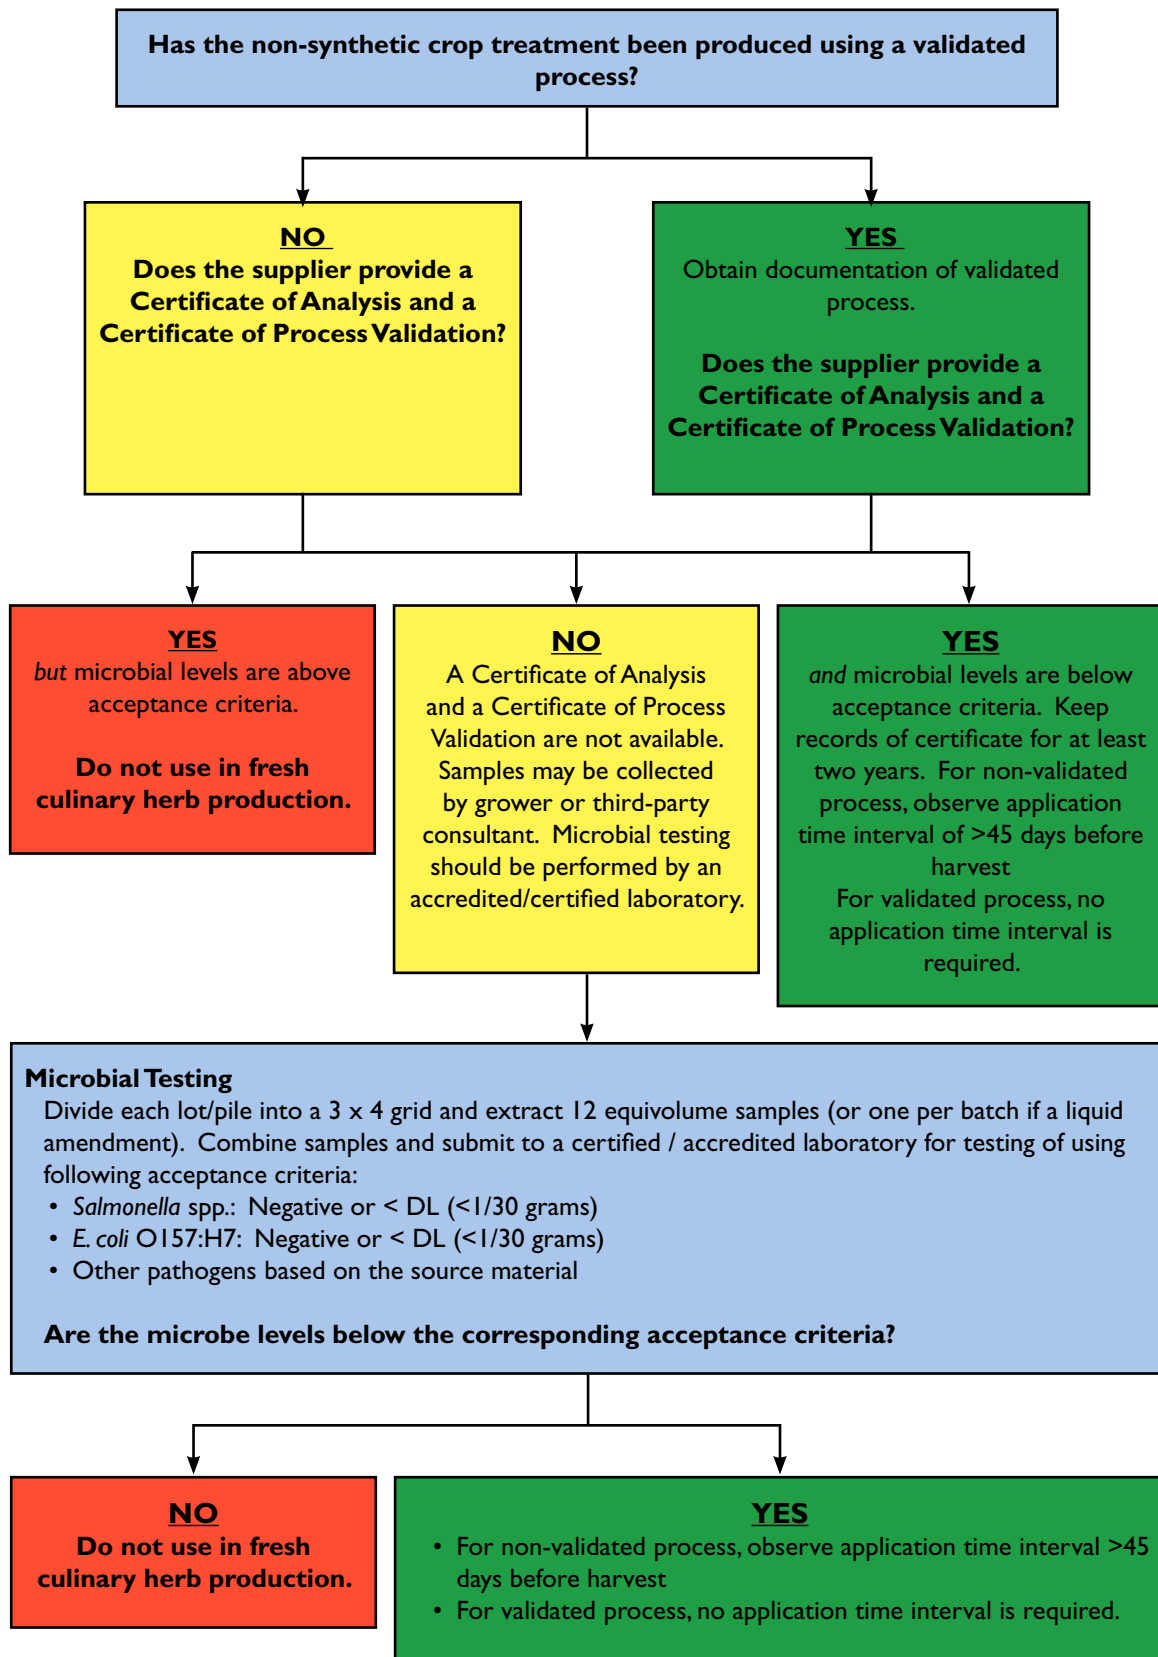 Has the non-synthetic crop treatment been produced using a validated
process?
NO
Does the supplier provide a
Certificate of Analysis and a
Certificate of Process Validation?
YES
Obtain documentation of validated
process.
Does the supplier provide a
Certificate of Analysis and a
Certificate of Process Validation?
YES
but microbial levels are above
acceptance criteria.
Do not use in fresh
culinary herb production.
NO
A Certificate of Analysis
and a Certificate of Process
Validation are not available.
Samples may be collected
by grower or third-party
consultant. Microbial testing
should be performed by an
accredited/certified laboratory.
YES
and microbial levels are below
acceptance criteria. Keep
records of certificate for at least
two years. For non-validated
process, observe application
time interval of >45 days before
harvest
For validated process, no
application time interval is
required.
Microbial Testing
Divide each lot/pile into a 3 x 4 grid and extract 12 equivolume samples (or one per batch if a liquid
amendment). Combine samples and submit to a certified / accredited laboratory for testing of using
following acceptance criteria:
• Salmonella spp.: Negative or < DL (<1/30 grams)
• E. coli O157:H7: Negative or < DL (<1/30 grams)
• Other pathogens based on the source material
Are the microbe levels below the corresponding acceptance criteria?
NO
Do not use in fresh
culinary herb production.
YES
• For non-validated process, observe application time interval >45
days before harvest
• For validated process, no application time interval is required.